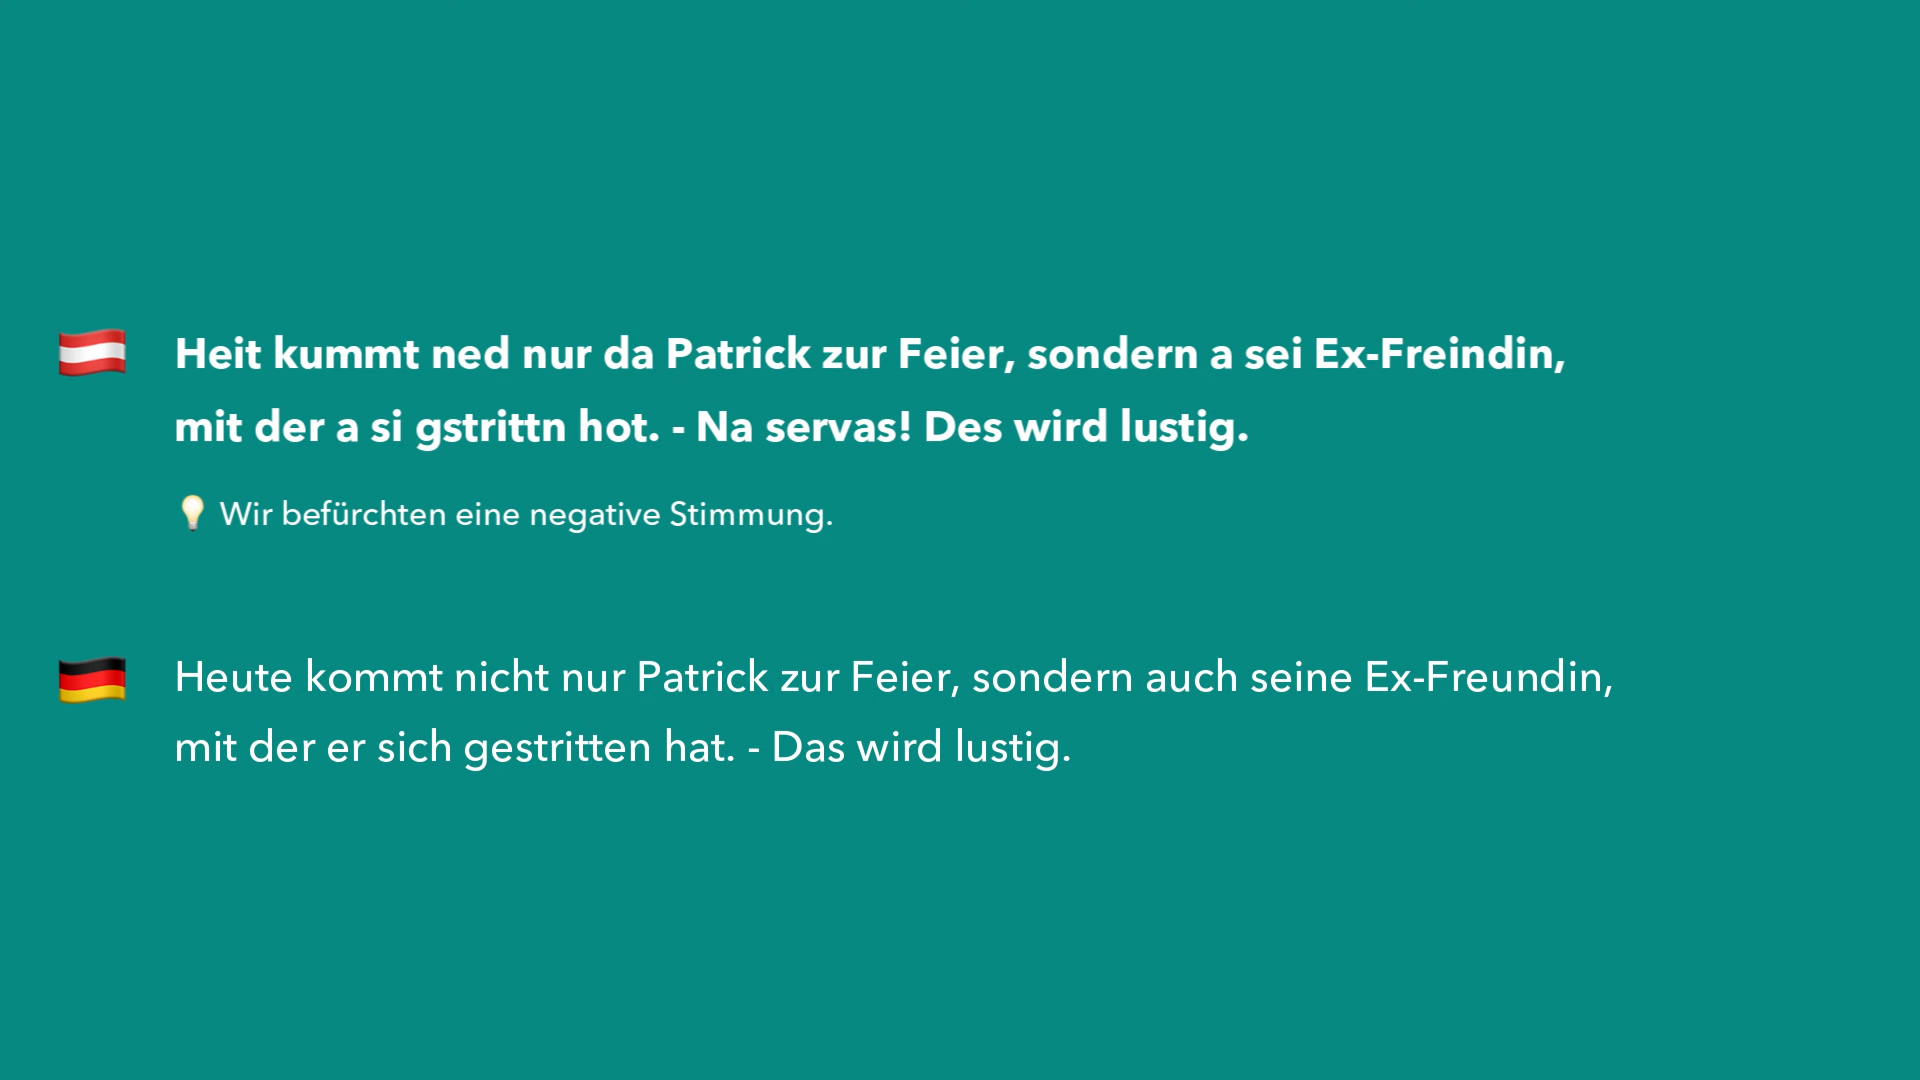 Heit kummt ned nur da Patrick zur Feier, sondern a sei Ex-Freindin,
mit der a si gstrittn hot. - Na servas! Des wird lustig.
Wir befürchten eine negative Stimmung.
Heute kommt nicht nur Patrick zur Feier, sondern auch seine Ex-Freundin,
mit der er sich gestritten hat. - Das wird lustig.